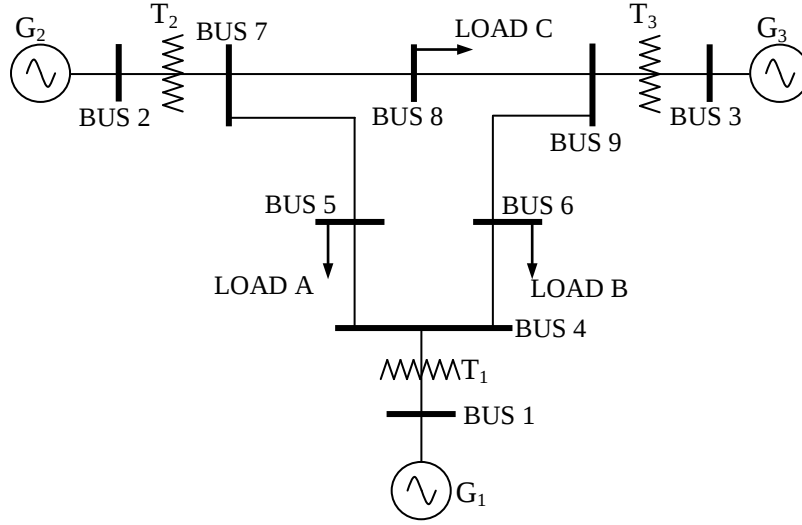 T2
T3
G2
BUS 7
LOAD C
G3
BUS 2
BUS 8
BUS 9
BUS 3
BUS 5
BUS 6
LOAD A
LOAD B
BUS 4
T1
BUS 1
G1